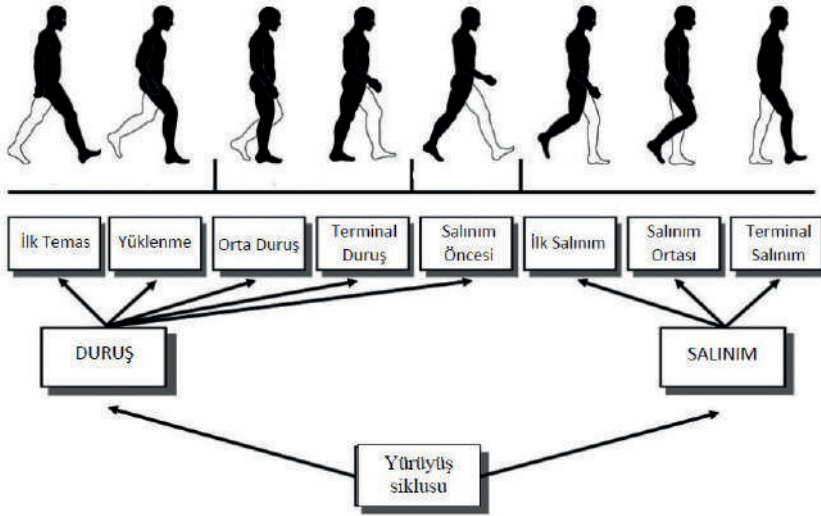 İlk Temas
Yüklenme
Orta Duruş
Terminal
Duruş
Salınım
Öncesi
İlk Salınım
Salınım
Ortası
Terminal
Salınım
DURUŞ
SALINIM
Yürüyüş
siklusu